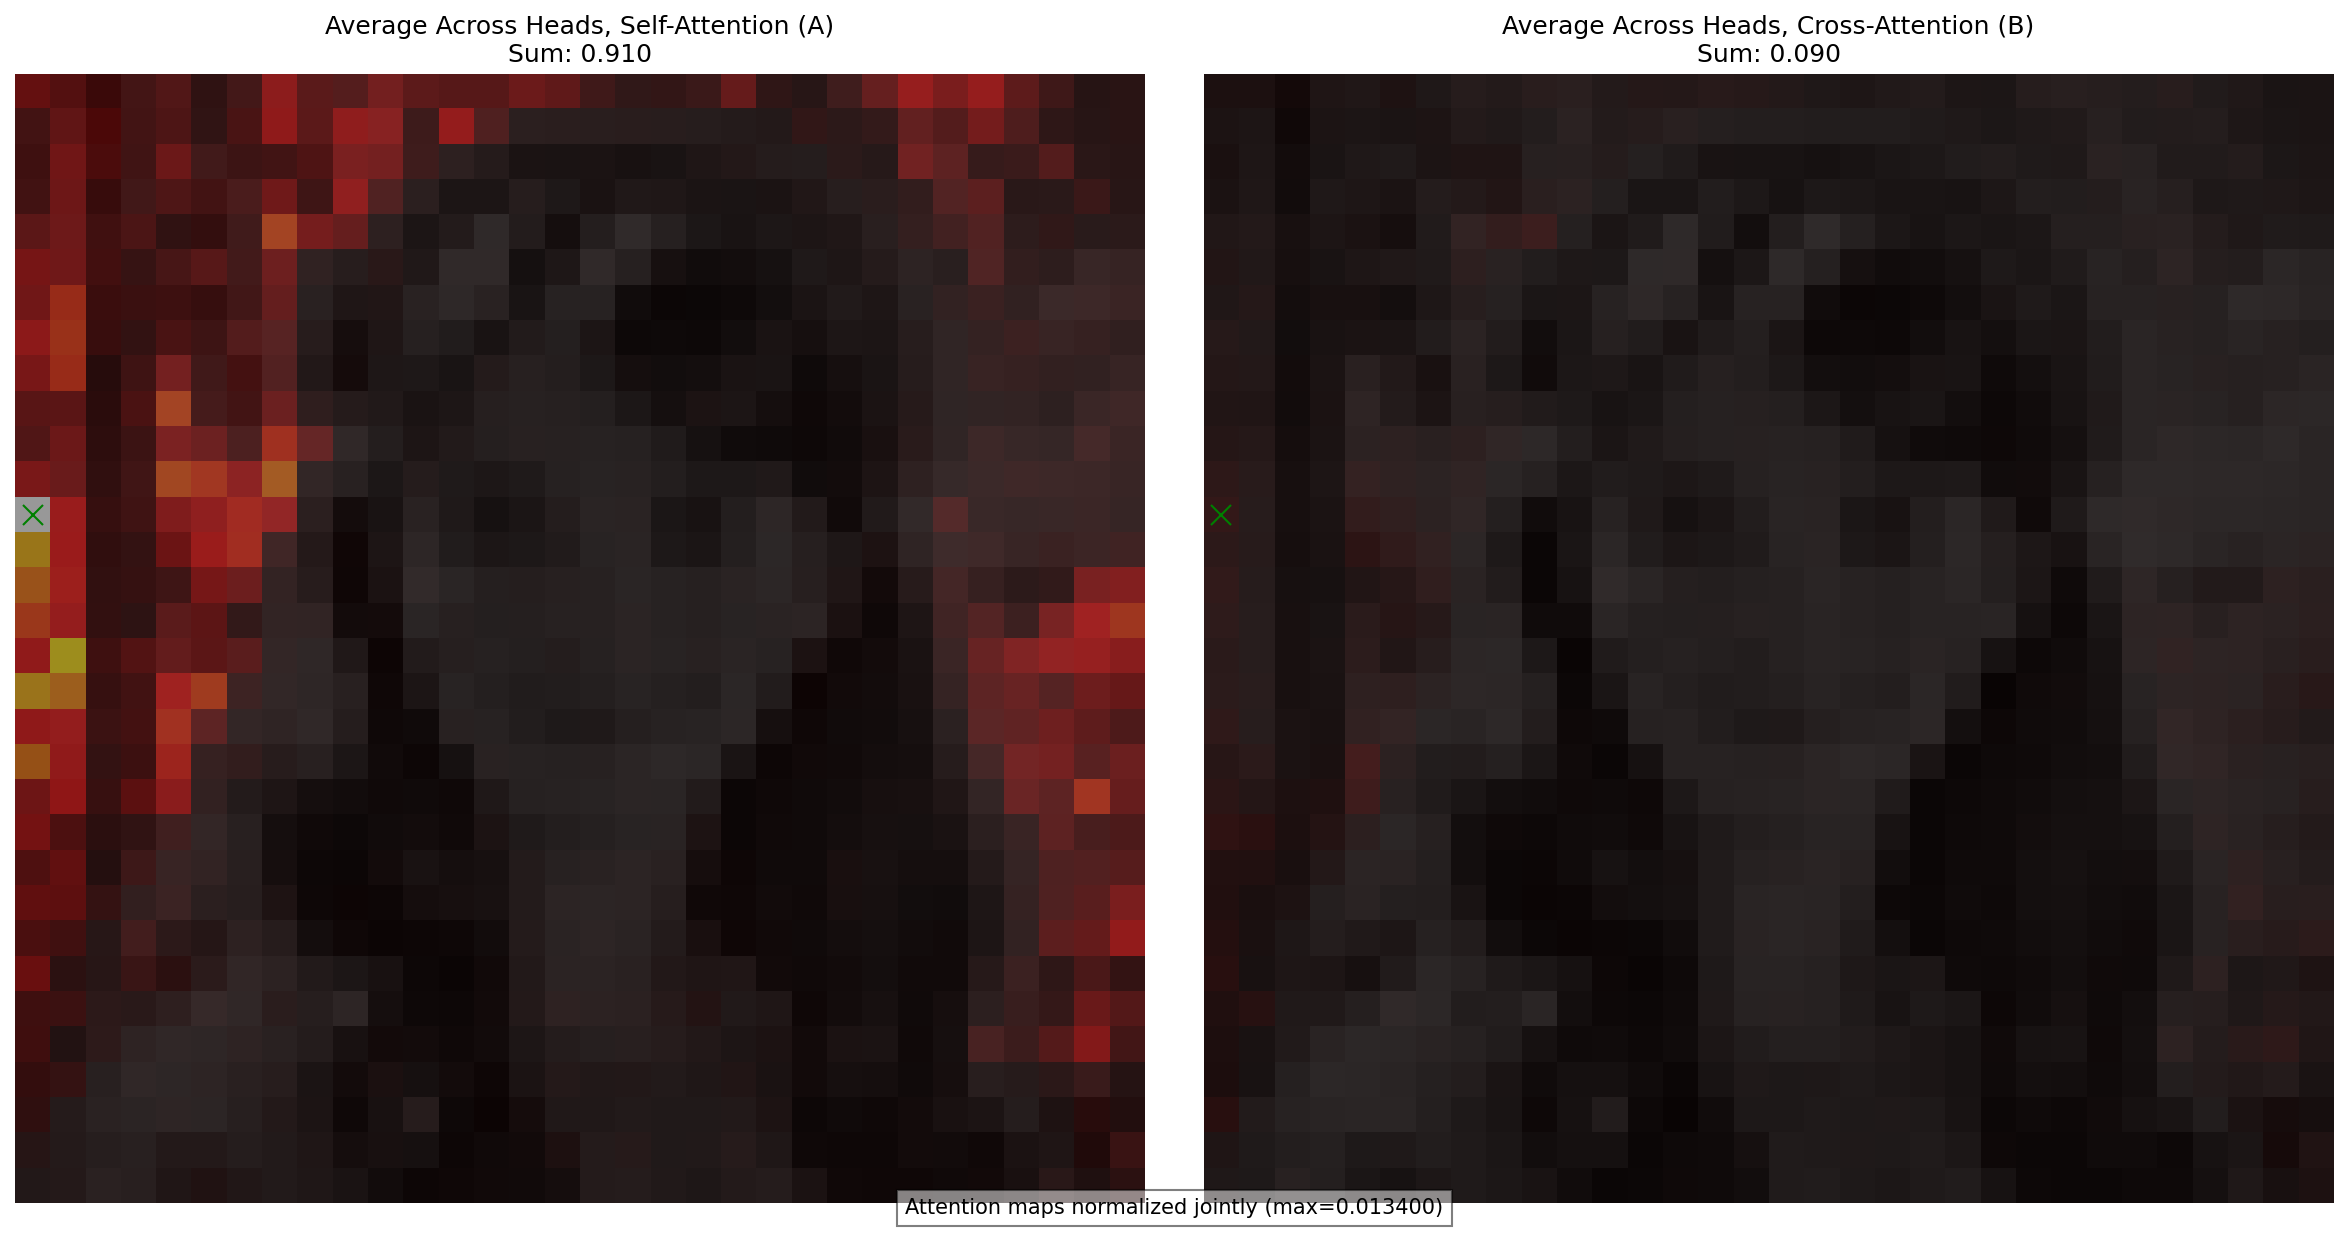 Average Across Heads, Self-Attention (A)
Sum: 0.910
Average Across Heads, Cross-Attention (B)
Sum: 0.090
Attention maps normalized jointly (max=0.013400)